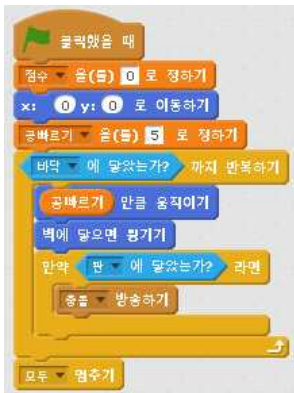 클릭했을 때
점수 을(를) 0 로 정하기
x: 0 y: 0 로 이동하기
공빠르기 을(를) 5 로 정하기
바닥 에 닿았는가? 까지 반복하기
공빠르기 만큼 움직이기
벽에 닿으면 튕기기
만약 판 에 닿았는가? 라면
충돌 방송하기
모두 멈추기